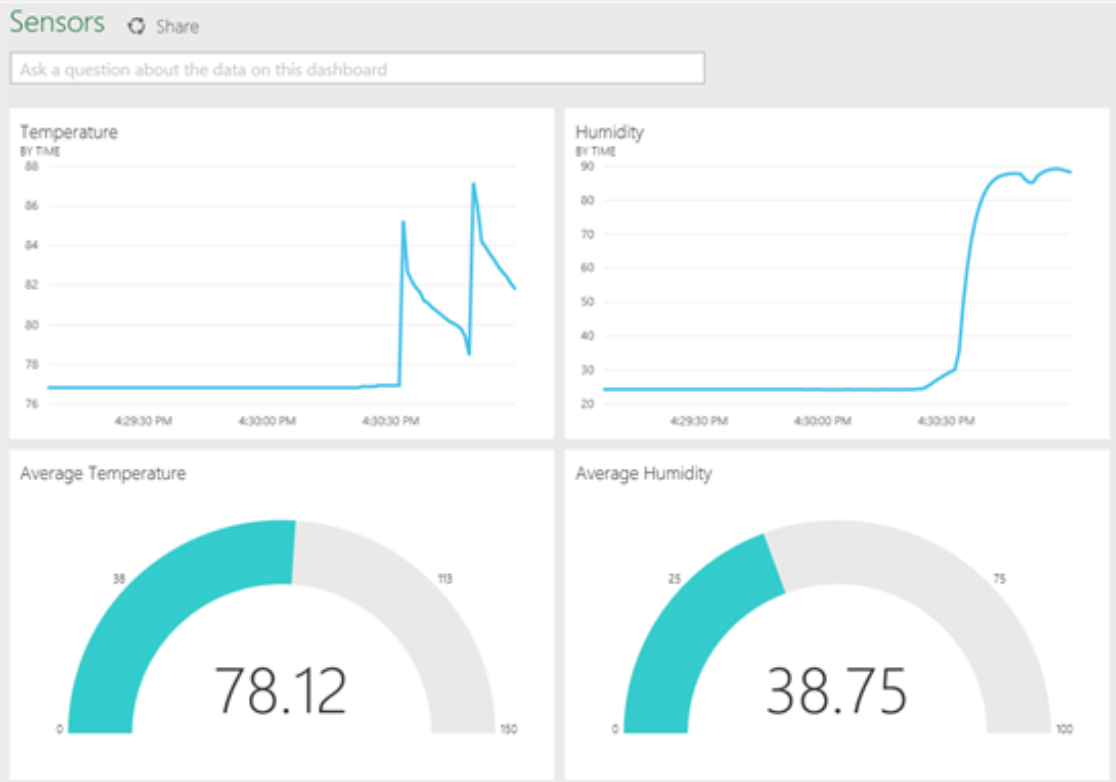 Sensors Share
Ask a question about the data on this dashboard
Temperature
BY TIME
88
86
84
82
80
78
76
4:29:30 PM 4:30:00 PM 4:30:30 PM
Humidity
BY TIME
90
80
70
60
50
40
30
20
4:29:30 PM 4:30:00 PM 4:30:30 PM
Average Temperature
38 113
78.12
0 150
Average Humidity
25 75
38.75
0 100